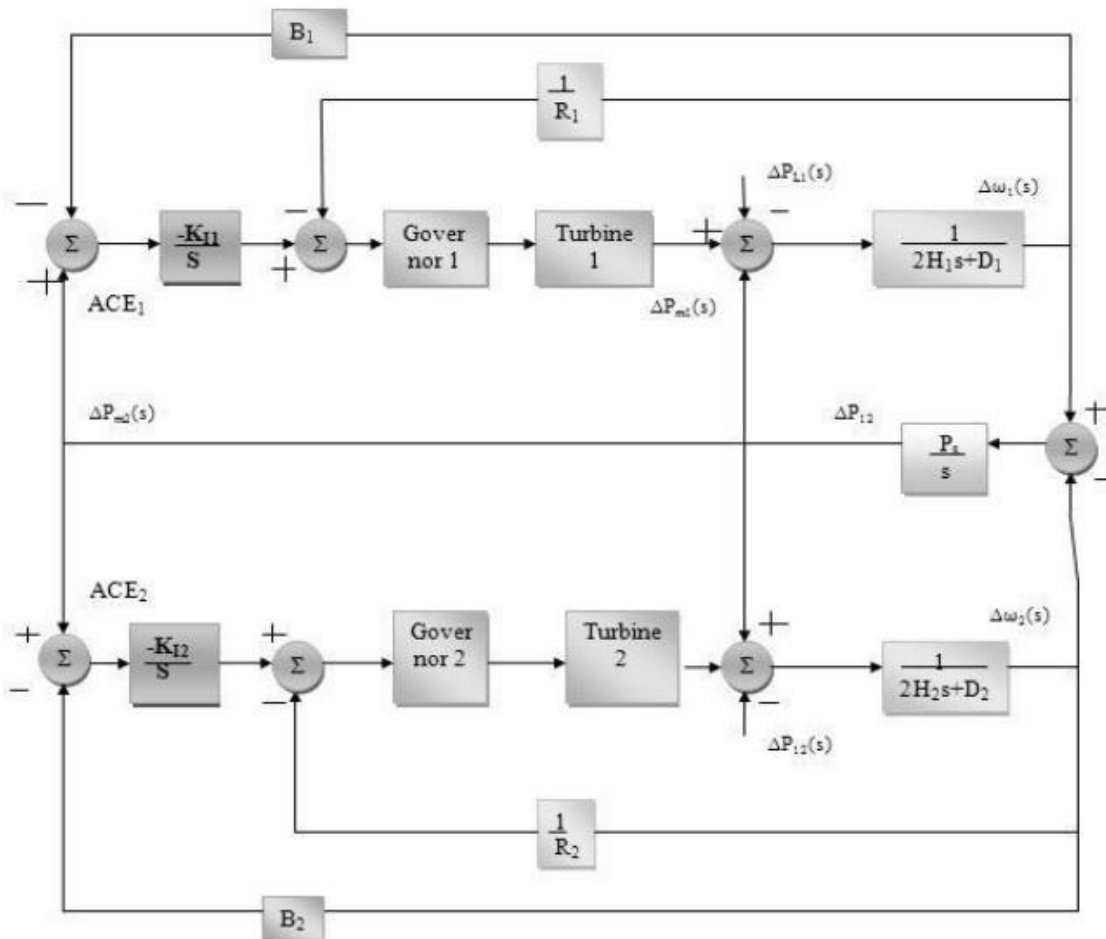 B₁
1
R₁
ΔP_L1(s)
Δω₁(s)
−
−
−
+
Σ
-K_I1
S
Σ
Gover
nor 1
Turbine
1
Σ
1
2H₁s+D₁
+
+
ACE₁
ΔP_m1(s)
ΔP_m2(s)
ΔP₁₂
+
P_s
s
Σ
−
ACE₂
+
+
+
Δω₂(s)
Σ
-K_I2
S
Σ
Gover
nor 2
Turbine
2
Σ
1
2H₂s+D₂
−
−
−
ΔP₁₂(s)
1
R₂
B₂